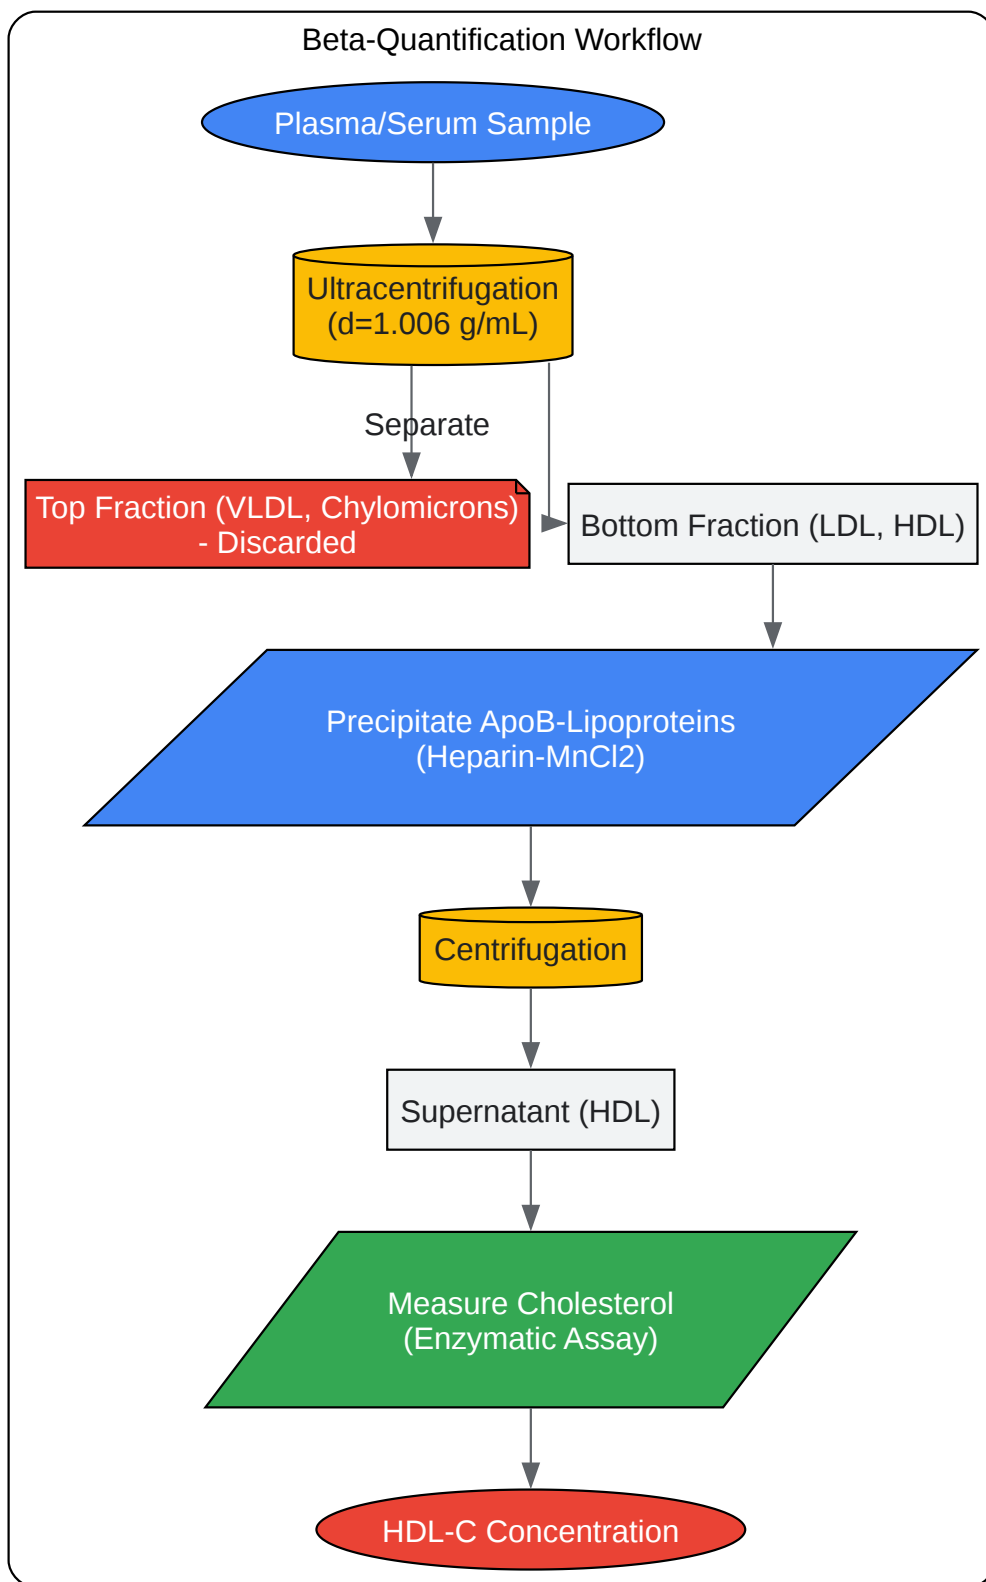 Beta-Quantification Workflow
Plasma/Serum Sample
Ultracentrifugation
(d=1.006 g/mL)
Separate
Top Fraction (VLDL, Chylomicrons)
- Discarded
Bottom Fraction (LDL, HDL)
Precipitate ApoB-Lipoproteins
(Heparin-MnCl2)
Centrifugation
Supernatant (HDL)
Measure Cholesterol
(Enzymatic Assay)
HDL-C Concentration